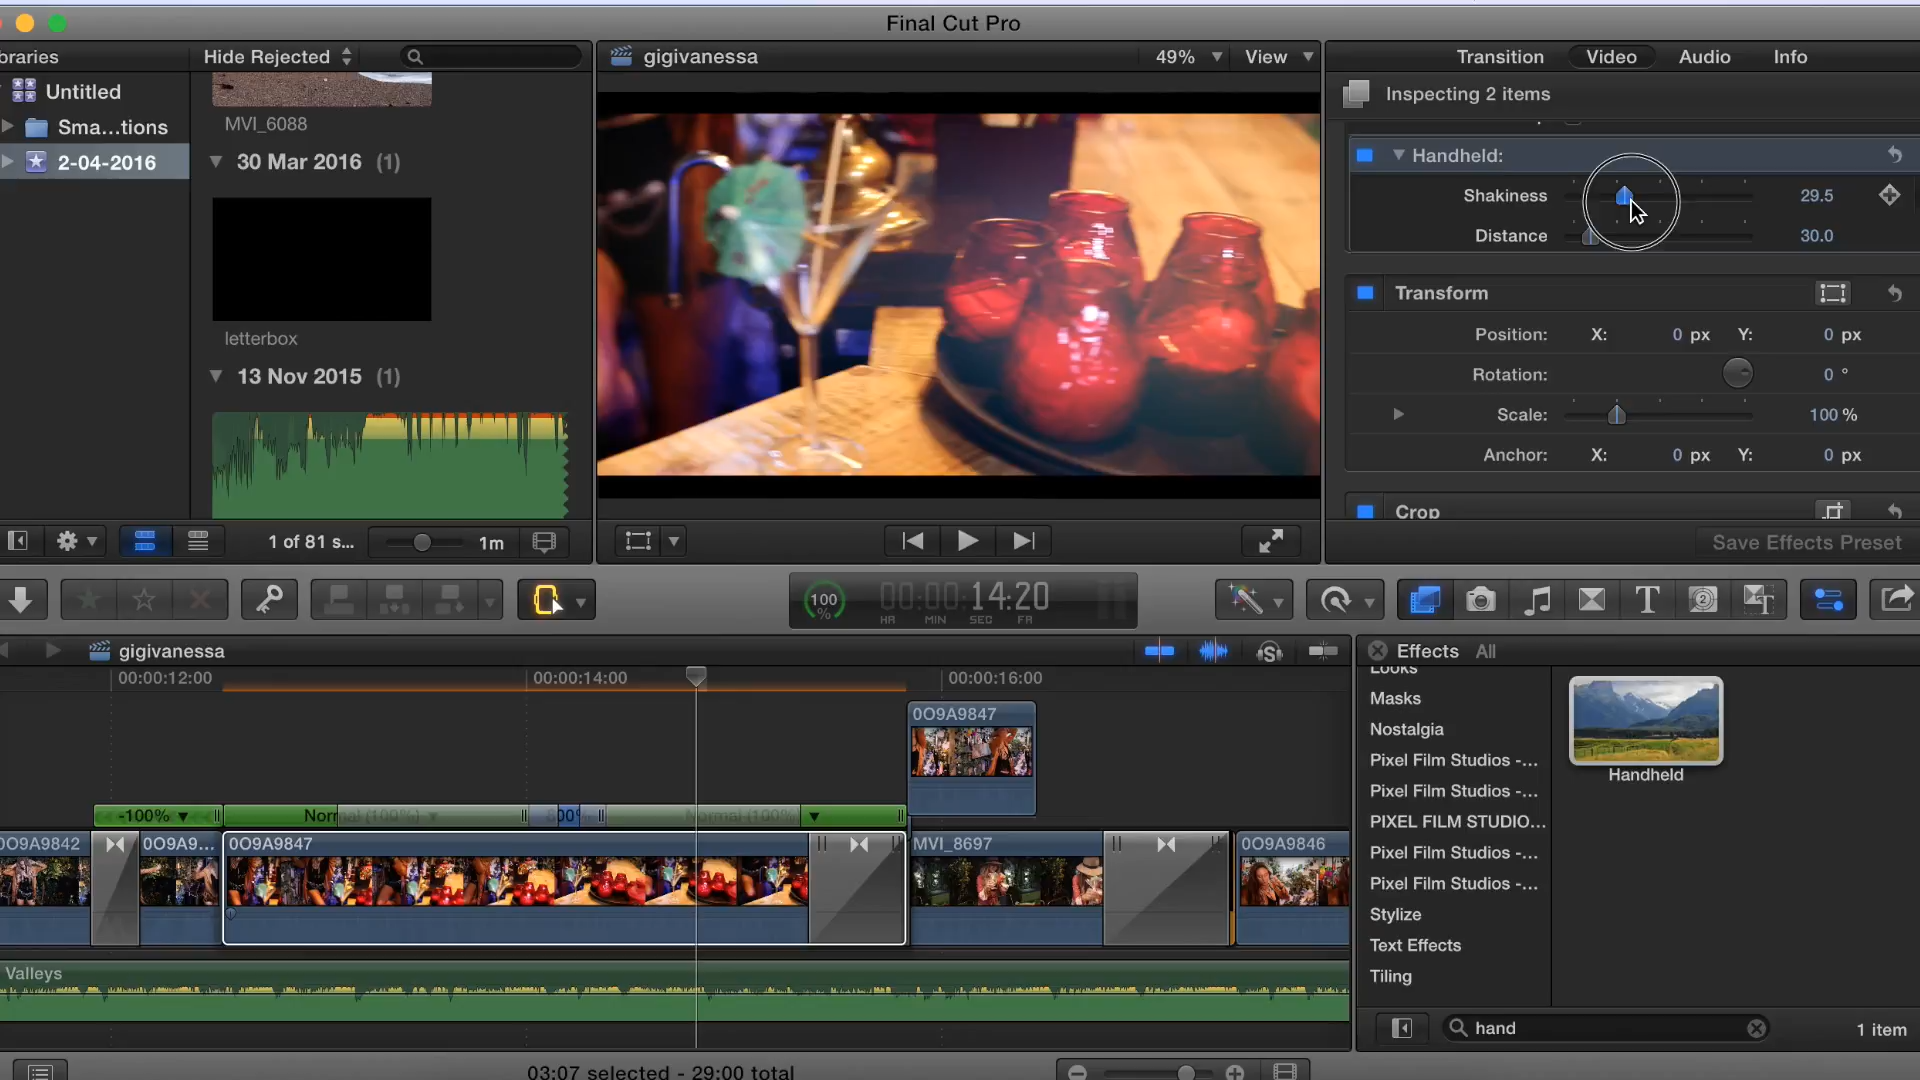 Final Cut Pro
braries
Hide Rejected
gigivanessa
49%
View
Transition
Video
Audio
Info
Untitled
Sma...tions
2-04-2016
MVI_6088
30 Mar 2016 (1)
letterbox
13 Nov 2015 (1)
Inspecting 2 items
Handheld:
Shakiness
29.5
Distance
30.0
Transform
Position: X: 0 px Y: 0 px
Rotation: 0 °
Scale: 100 %
Anchor: X: 0 px Y: 0 px
Crop
1 of 81 s...
1m
Save Effects Preset
100
%
00:00:14:20
HR MIN SEC FR
T
2
gigivanessa
Effects All
00:00:12:00
00:00:14:00
00:00:16:00
0O9A9847
-100%
Normal (100%)
800%
Normal (100%)
0O9A9842
0O9A9...
0O9A9847
MVI_8697
0O9A9846
Valleys
Looks
Masks
Nostalgia
Pixel Film Studios -...
Pixel Film Studios -...
PIXEL FILM STUDIO...
Pixel Film Studios -...
Pixel Film Studios -...
Stylize
Text Effects
Tiling
Handheld
hand
1 item
03:07 selected - 29:00 total